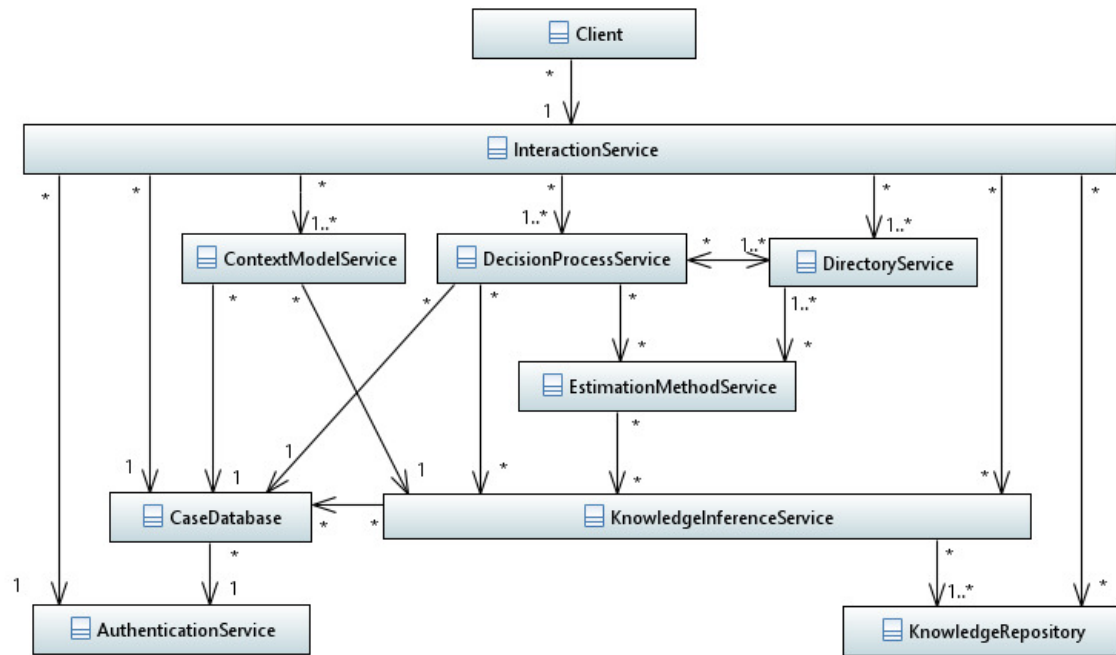 Client
*
1
InteractionService
* * * * * * *
1..* 1..* 1..*
ContextModelService
DecisionProcessService
* 1..*
DirectoryService
* * * * * 1..*
* *
EstimationMethodService
*
1 1 1 1 * * *
CaseDatabase
* *
KnowledgeInferenceService
* *
1 1 1..* *
AuthenticationService
KnowledgeRepository